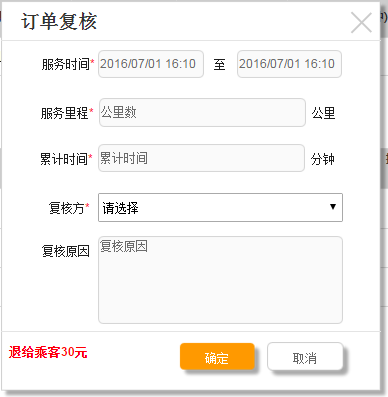 订单复核
服务时间* 2016/07/01 16:10 至 2016/07/01 16:10
服务里程* 公里数 公里
累计时间* 累计时间 分钟
复核方* 请选择
复核原因 复核原因
退给乘客30元 确定 取消